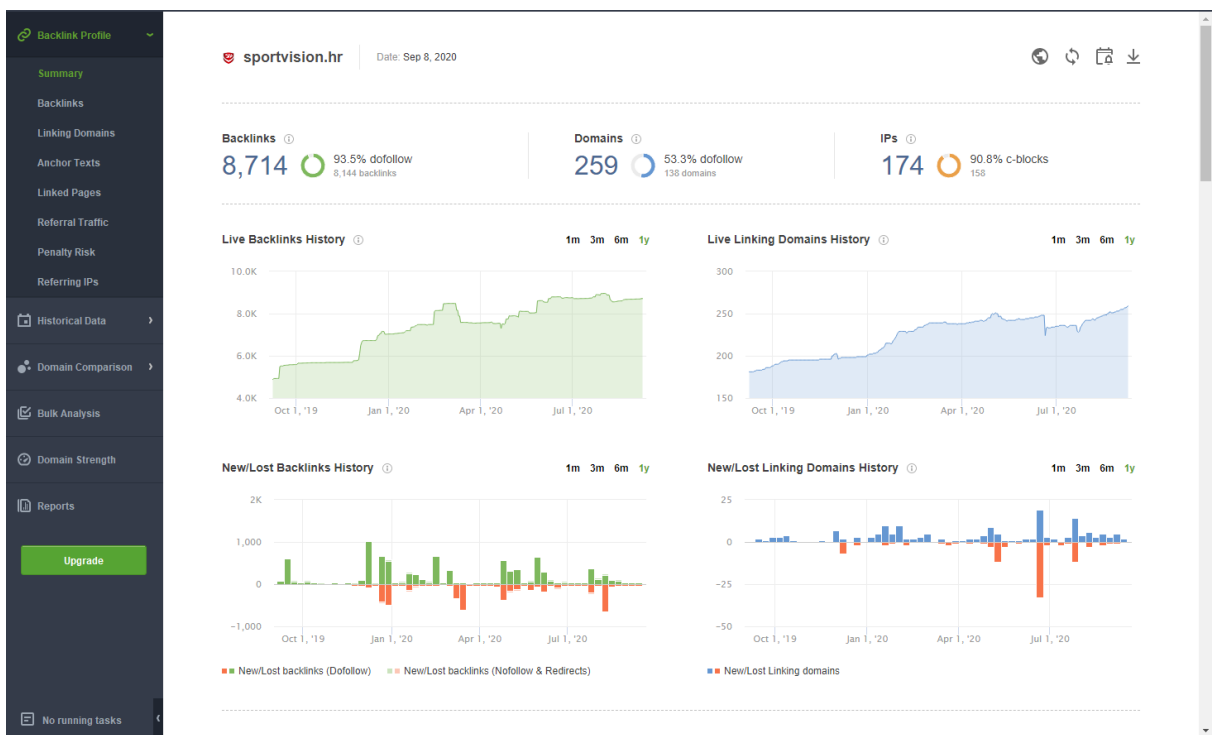 Backlink Profile
Summary
Backlinks
Linking Domains
Anchor Texts
Linked Pages
Referral Traffic
Penalty Risk
Referring IPs
Historical Data
Domain Comparison
Bulk Analysis
Domain Strength
Reports
Upgrade
No running tasks
sportvision.hr Date: Sep 8, 2020
Backlinks
8,714 93.5% dofollow
8,144 backlinks
Domains
259 53.3% dofollow
138 domains
IPs
174 90.8% c-blocks
158
Live Backlinks History 1m 3m 6m 1y
10.0K
8.0K
6.0K
4.0K
Oct 1, '19 Jan 1, '20 Apr 1, '20 Jul 1, '20
Live Linking Domains History 1m 3m 6m 1y
300
250
200
150
Oct 1, '19 Jan 1, '20 Apr 1, '20 Jul 1, '20
New/Lost Backlinks History 1m 3m 6m 1y
2K
1,000
0
−1,000
Oct 1, '19 Jan 1, '20 Apr 1, '20 Jul 1, '20
New/Lost backlinks (Dofollow) New/Lost backlinks (Nofollow & Redirects)
New/Lost Linking Domains History 1m 3m 6m 1y
25
0
−25
−50
Oct 1, '19 Jan 1, '20 Apr 1, '20 Jul 1, '20
New/Lost Linking domains